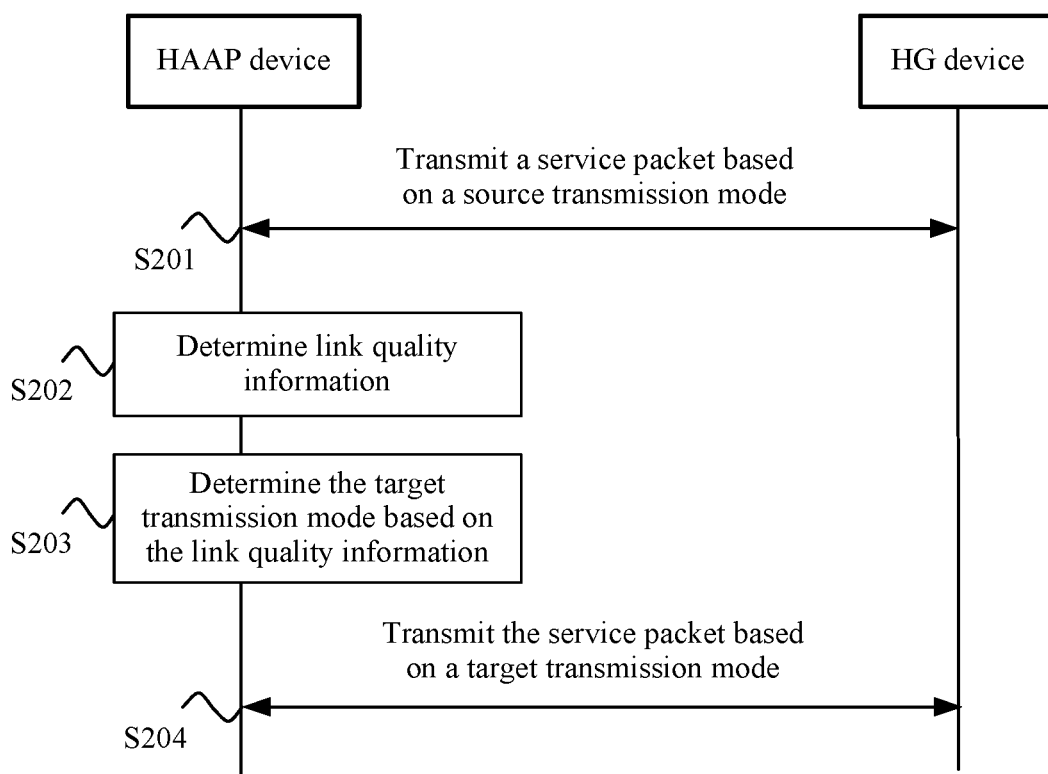 HAAP device
HG device
Transmit a service packet based
on a source transmission mode
S201
Determine link quality
information
S202
Determine the target
transmission mode based on
the link quality information
S203
Transmit the service packet based
on a target transmission mode
S204